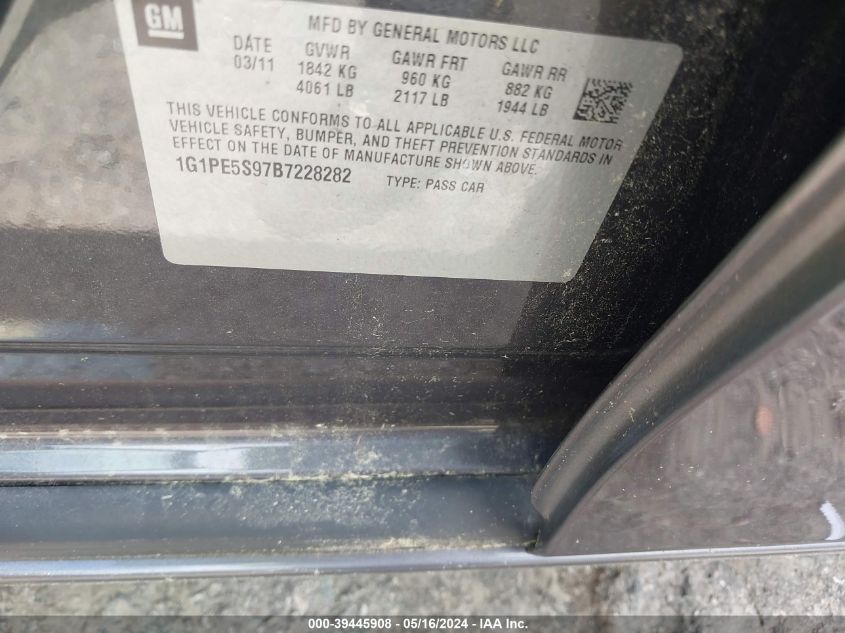 GM
MFD BY GENERAL MOTORS LLC
DATE GVWR GAWR FRT GAWR RR
03/11 1842 KG 960 KG 882 KG
4061 LB 2117 LB 1944 LB
THIS VEHICLE CONFORMS TO ALL APPLICABLE U.S. FEDERAL MOTOR
VEHICLE SAFETY, BUMPER, AND THEFT PREVENTION STANDARDS IN
EFFECT ON THE DATE OF MANUFACTURE SHOWN ABOVE.
1G1PE5S97B7228282 TYPE: PASS CAR
000-39445908 - 05/16/2024 - IAA Inc.